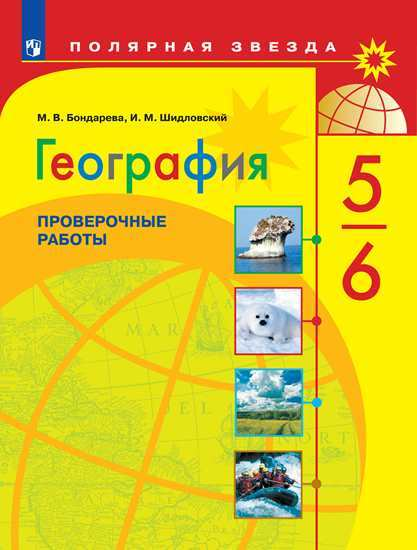 ПОЛЯРНАЯ ЗВЕЗДА
М. В. Бондарева, И. М. Шидловский
География
ПРОВЕРОЧНЫЕ
РАБОТЫ
5
6